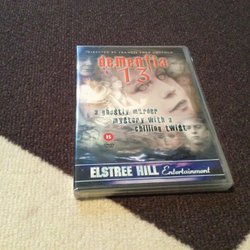 DIRECTED BY FRANCIS FORD COPPOLA
dementia
13
a ghostly murder
mystery with a
chilling twist
15
ELSTREE HILL Entertainment